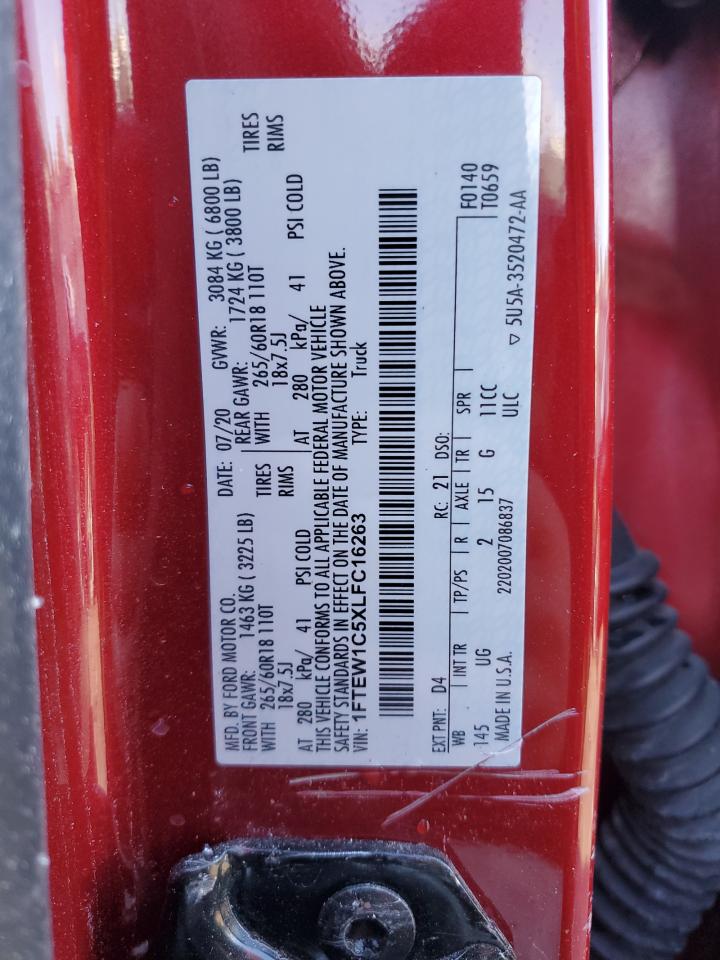 MFD. BY FORD MOTOR CO.
DATE: 07/20 GVWR: 3084 KG ( 6800 LB)
FRONT GAWR: 1463 KG ( 3225 LB) REAR GAWR: 1724 KG ( 3800 LB)
WITH 265/60R18 110T TIRES WITH 265/60R18 110T TIRES
18x7.5J RIMS 18x7.5J RIMS
AT 280 kPa/ 41 PSI COLD AT 280 kPa/ 41 PSI COLD
THIS VEHICLE CONFORMS TO ALL APPLICABLE FEDERAL MOTOR VEHICLE
SAFETY STANDARDS IN EFFECT ON THE DATE OF MANUFACTURE SHOWN ABOVE.
VIN: 1FTEW1C5XLFC16263 TYPE: Truck
EXT PNT: D4 RC: 21 DSO: F0140
WB INT TR TP/PS R AXLE TR SPR T0659
145 UG 2 15 G 11CC
MADE IN U.S.A. 2202007086837 ULC ▽ 5U5A-3520472-AA